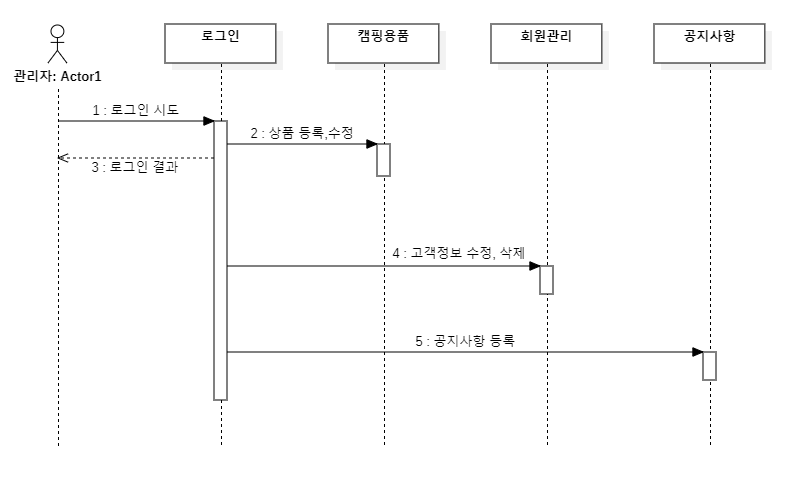 로그인
캠핑용품
회원관리
공지사항
관리자: Actor1
1 : 로그인 시도
2 : 상품 등록,수정
3 : 로그인 결과
4 : 고객정보 수정, 삭제
5 : 공지사항 등록